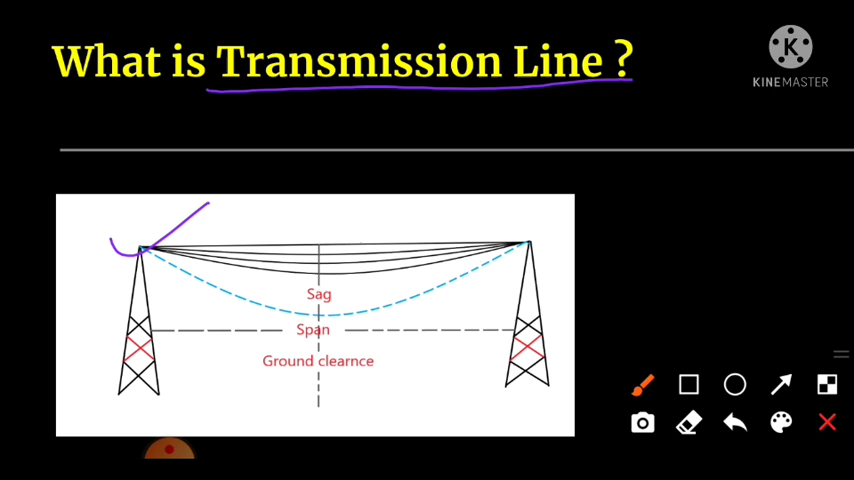 What is Transmission Line ?
K
KINEMASTER
Sag
Span
Ground clearnce